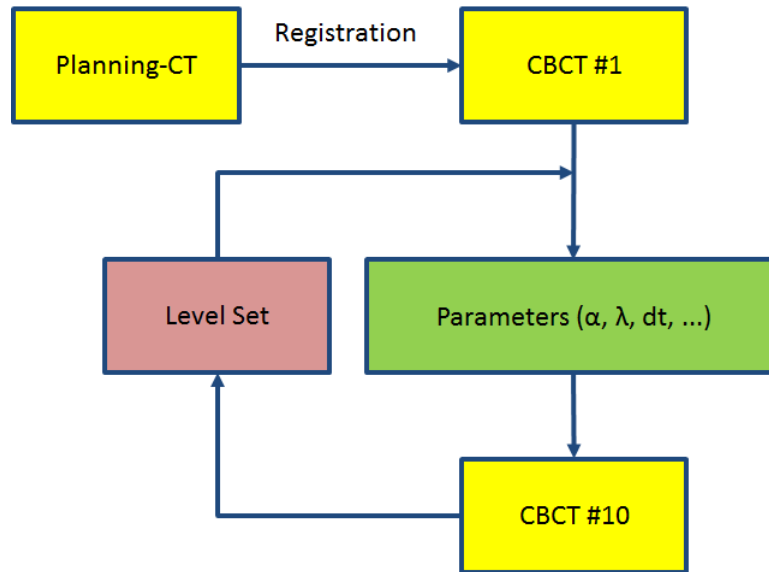 Registration
Planning-CT
CBCT #1
Level Set
Parameters (α, λ, dt, ...)
CBCT #10